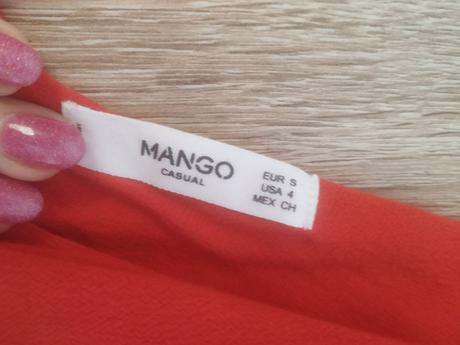 MANGO
CASUAL
EUR S
USA 4
MEX CH